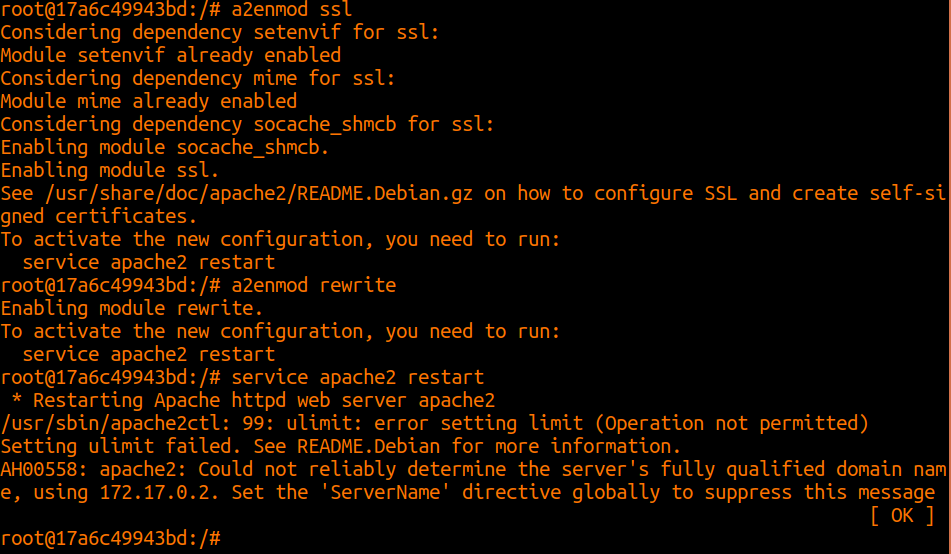 root@17a6c49943bd:/# a2enmod ssl
Considering dependency setenvif for ssl:
Module setenvif already enabled
Considering dependency mime for ssl:
Module mime already enabled
Considering dependency socache_shmcb for ssl:
Enabling module socache_shmcb.
Enabling module ssl.
See /usr/share/doc/apache2/README.Debian.gz on how to configure SSL and create self-si
gned certificates.
To activate the new configuration, you need to run:
  service apache2 restart
root@17a6c49943bd:/# a2enmod rewrite
Enabling module rewrite.
To activate the new configuration, you need to run:
  service apache2 restart
root@17a6c49943bd:/# service apache2 restart
 * Restarting Apache httpd web server apache2
/usr/sbin/apache2ctl: 99: ulimit: error setting limit (Operation not permitted)
Setting ulimit failed. See README.Debian for more information.
AH00558: apache2: Could not reliably determine the server's fully qualified domain nam
e, using 172.17.0.2. Set the 'ServerName' directive globally to suppress this message
[ OK ]
root@17a6c49943bd:/#